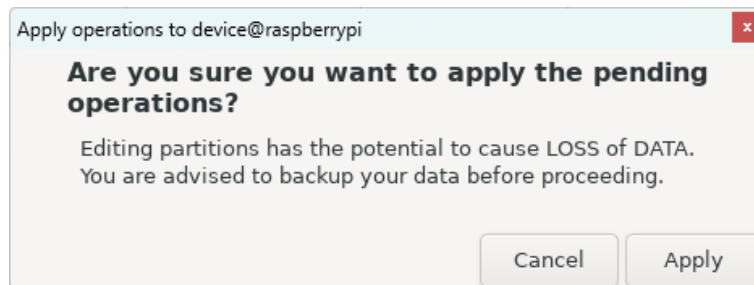 Apply operations to device@raspberrypi
x
Are you sure you want to apply the pending
operations?
Editing partitions has the potential to cause LOSS of DATA.
You are advised to backup your data before proceeding.
Cancel Apply